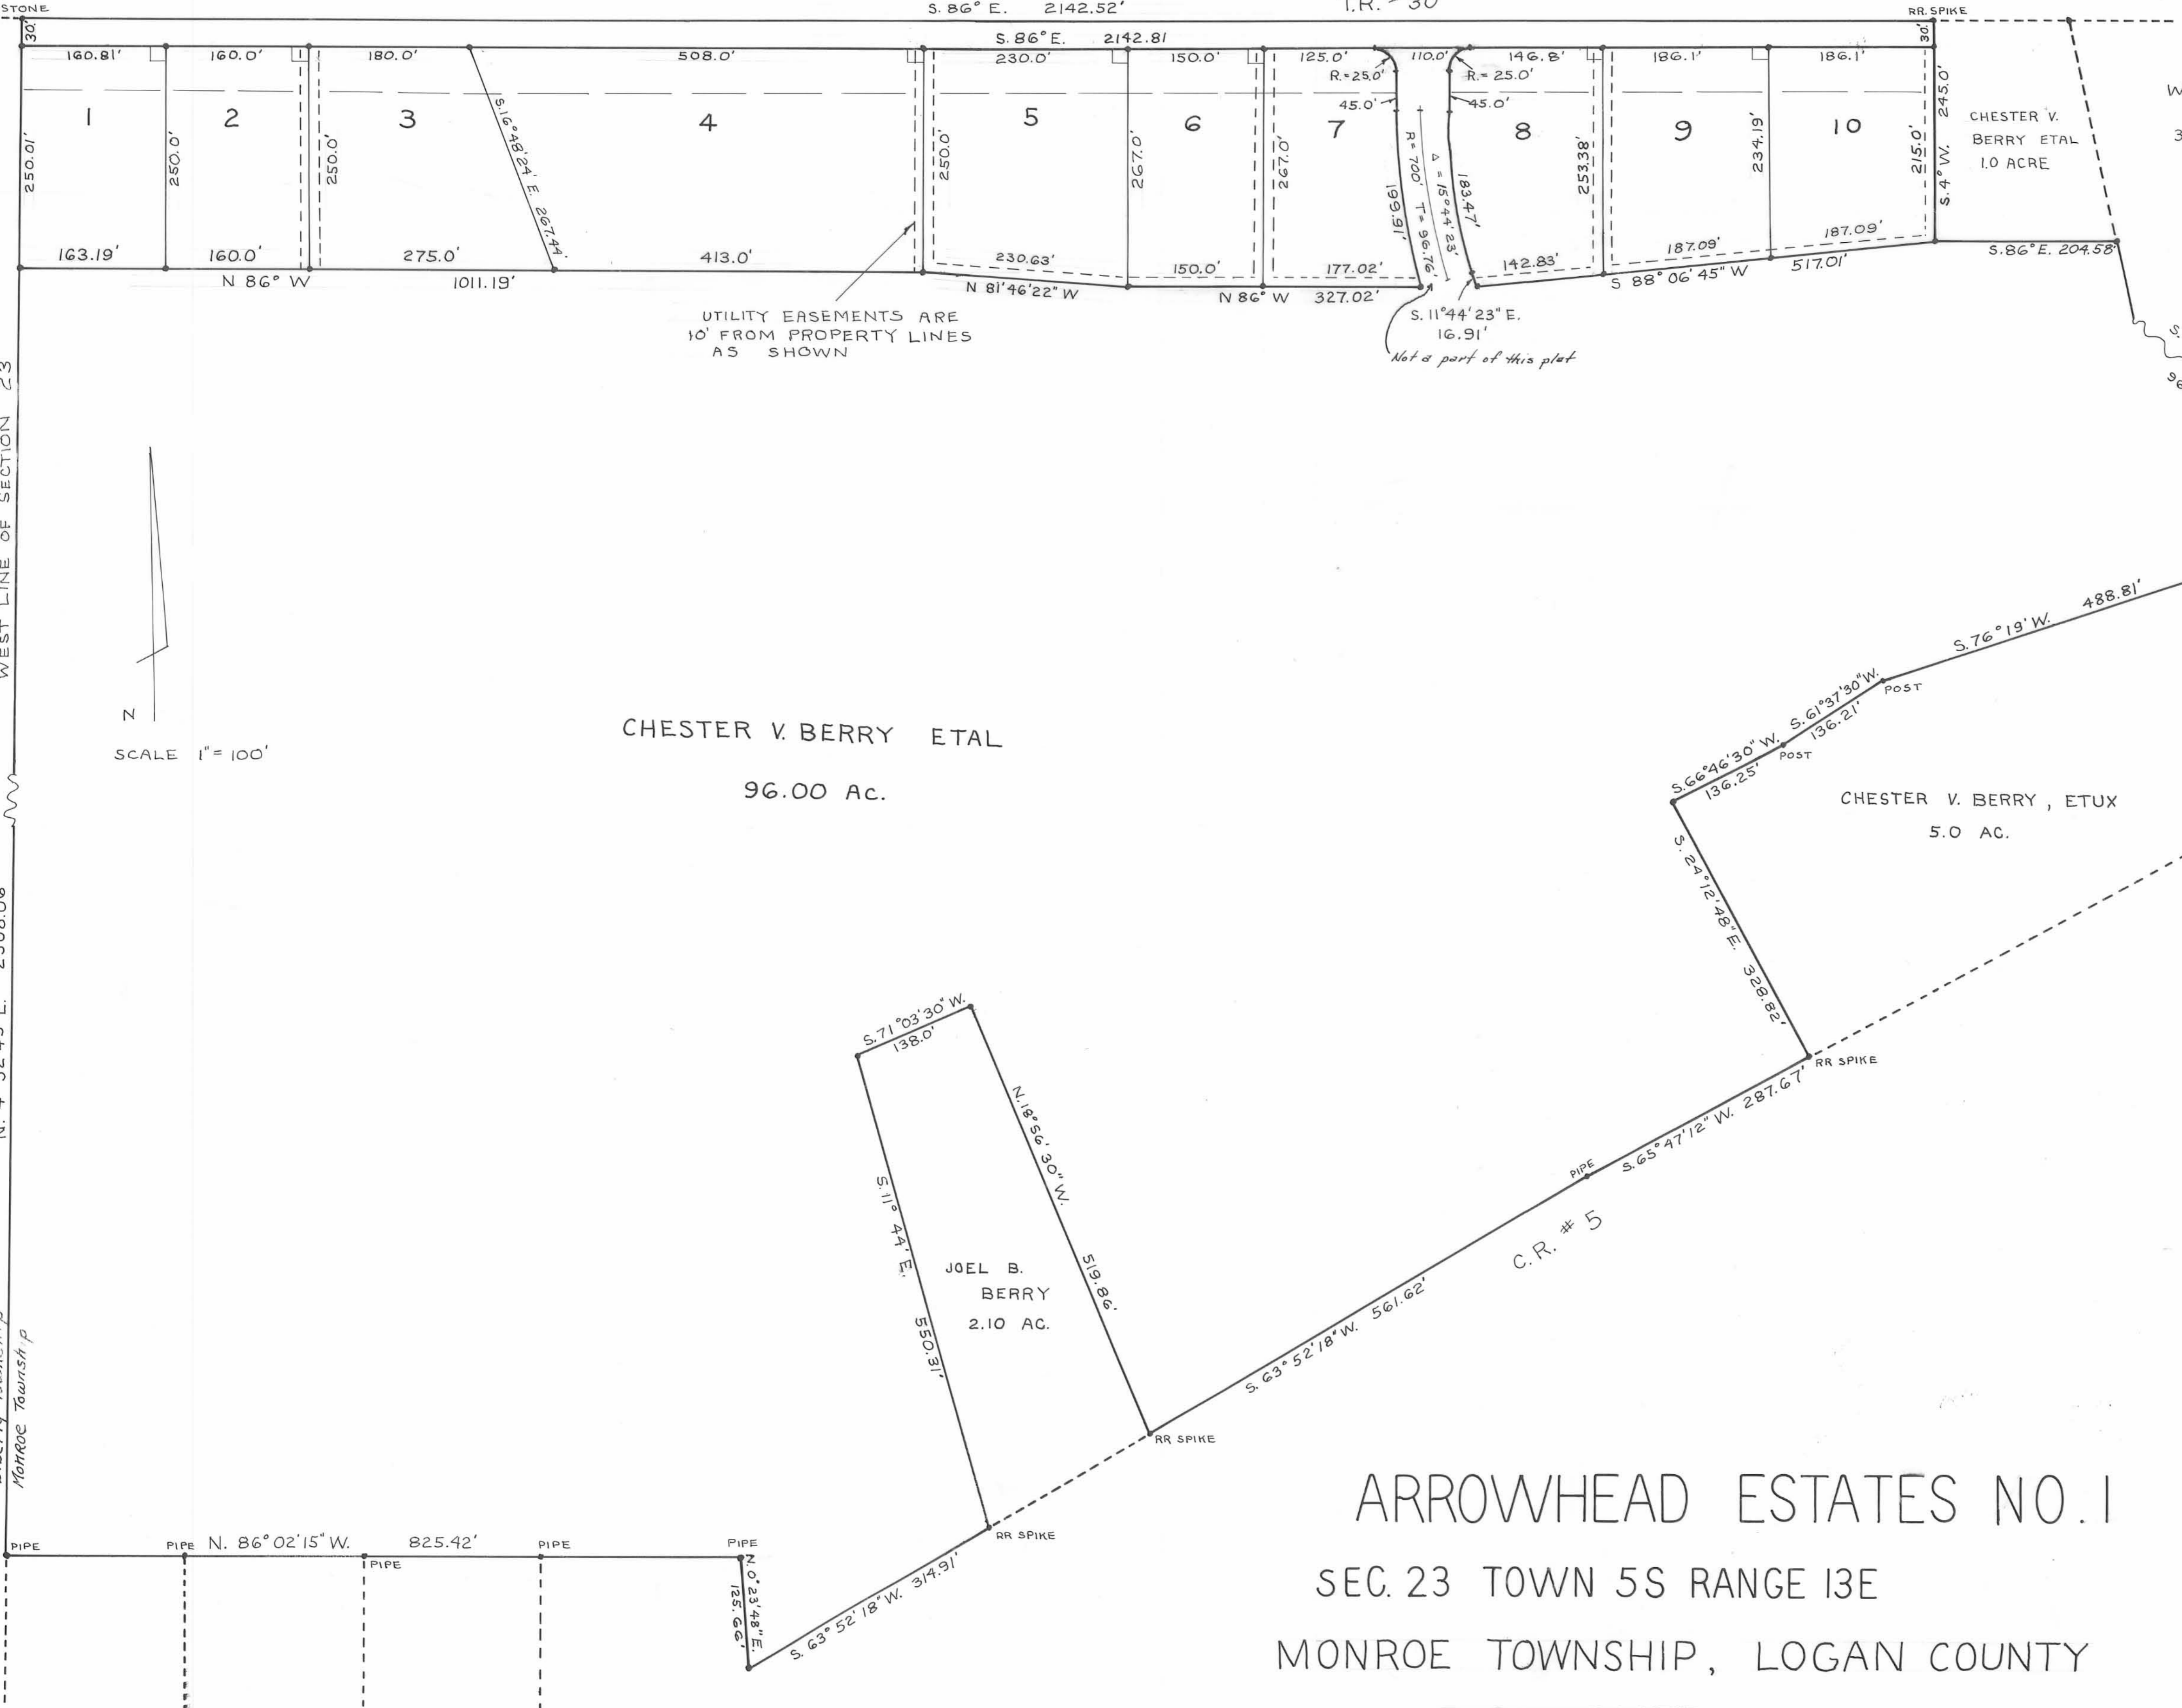 STONE
S. 86° E. 2142.52'
RR. SPIKE
30.'
S. 86° E. 2142.81
30.'
160.81'
160.0'
180.0'
508.0'
230.0'
150.0'
125.0'
110.0'
146.8'
186.1'
186.1'
R.=25.0'
R.= 25.0'
45.0'
45.0'
1
2
3
4
5
6
7
8
9
10
250.01'
250.0'
250.0'
S.16°48'24" E. 267.44'
250.0'
267.0'
267.0'
199.91'
R= 700' T= 96.76'
Δ = 15°44'23"
183.47'
253.38'
234.19'
215.0'
S.4° W. 245.0'
CHESTER V.
BERRY ETAL
1.0 ACRE
163.19'
160.0'
275.0'
413.0'
230.63'
150.0'
177.02'
142.83'
187.09'
187.09'
S.86° E. 204.58'
N 86° W 1011.19'
N 81°46'22" W
N 86° W 327.02'
S 88° 06' 45" W 517.01'
S. 11°44'23" E.
16.91'
Not a part of this plat
UTILITY EASEMENTS ARE
10' FROM PROPERTY LINES
AS SHOWN
WEST LINE OF SECTION 23
N
SCALE 1" = 100'
CHESTER V. BERRY ETAL
96.00 AC.
S. 76°19' W. 488.81'
POST
S. 61°37'30" W.
136.21'
POST
S. 66°46'30" W.
136.25'
CHESTER V. BERRY, ETUX
5.0 AC.
S. 24°12'48" E. 328.82'
RR SPIKE
S. 65°47'12" W. 287.67'
PIPE
C.R. # 5
S. 63° 52' 18" W. 561.62'
S. 71°03'30" W.
138.0'
N. 18° 56' 30" W. 519.86'
S. 11° 44' E. 550.31'
JOEL B.
BERRY
2.10 AC.
RR SPIKE
RR SPIKE
MONROE Township
PIPE
PIPE
N. 86°02'15" W. 825.42'
PIPE
PIPE
PIPE
N. 0°23'48" E.
125.66'
S. 63° 52' 18" W. 314.91'
ARROWHEAD ESTATES NO. 1
SEC. 23 TOWN 5S RANGE 13E
MONROE TOWNSHIP, LOGAN COUNTY